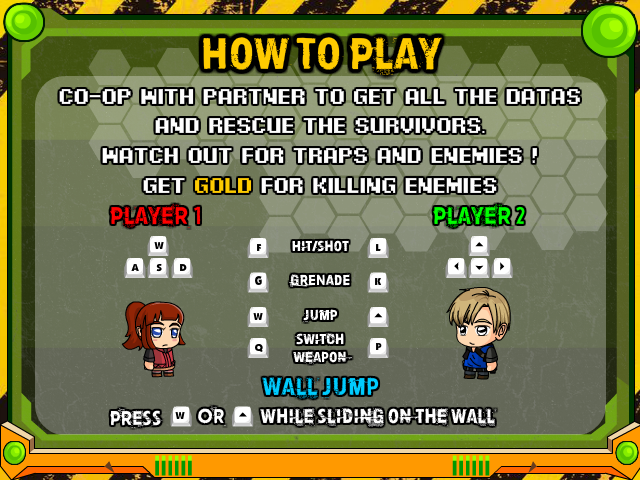 HOW TO PLAY
CO-OP WITH PARTNER TO GET ALL THE DATAS
AND RESCUE THE SURVIVORS.
WATCH OUT FOR TRAPS AND ENEMIES !
GET GOLD FOR KILLING ENEMIES
PLAYER 1 PLAYER 2
W
A S D
F HIT/SHOT L
G GRENADE K
W JUMP
Q SWITCH WEAPON P
WALL JUMP
PRESS W OR WHILE SLIDING ON THE WALL